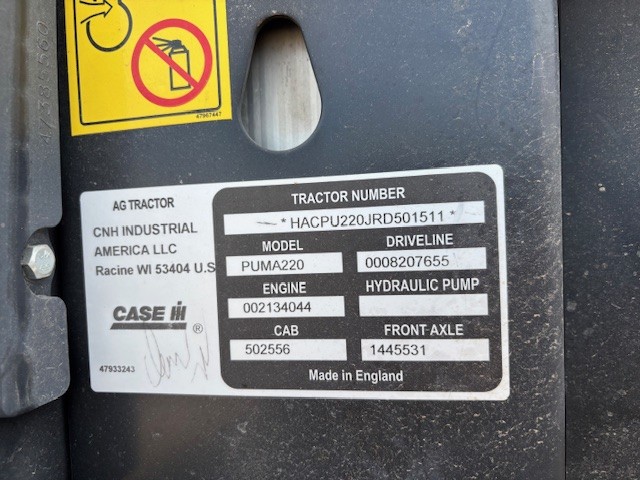 47967447
AG TRACTOR
CNH INDUSTRIAL
AMERICA LLC
Racine WI 53404 U.S
CASE IH
®
47933243
TRACTOR NUMBER
* HACPU220JRD501511 *
MODEL DRIVELINE
PUMA220 0008207655
ENGINE HYDRAULIC PUMP
002134044
CAB FRONT AXLE
502556 1445531
Made in England